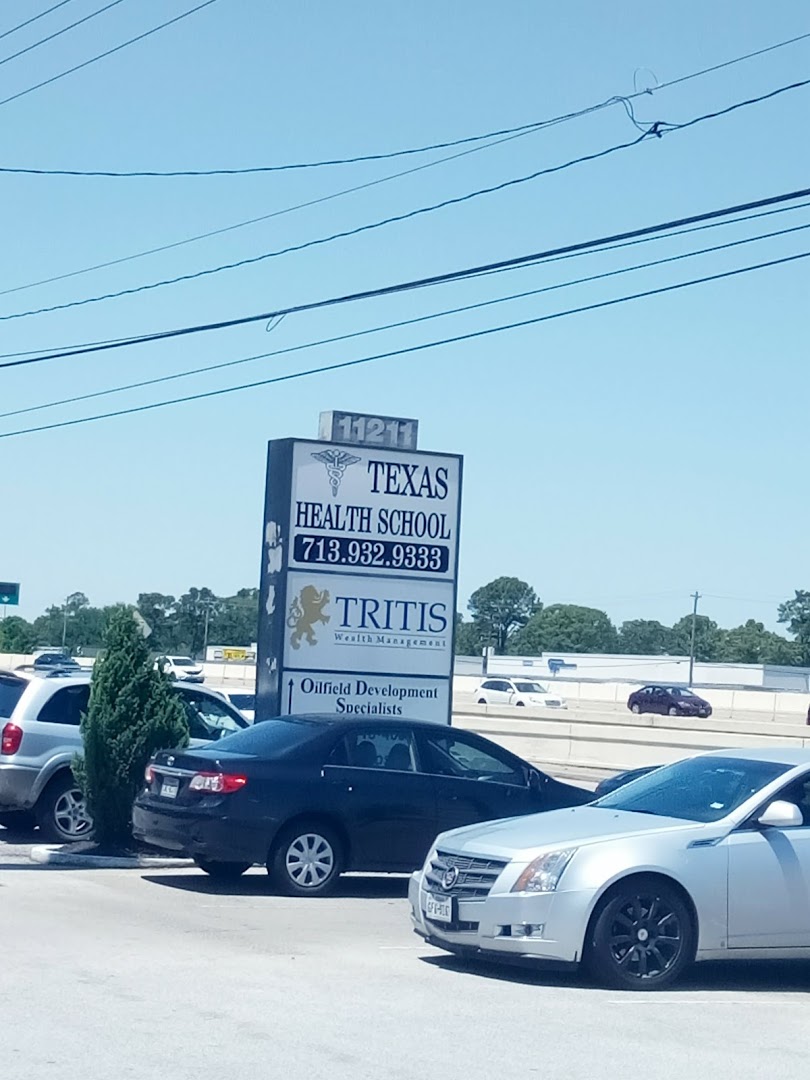 11211
TEXAS
HEALTH SCHOOL
713.932.9333
TRITIS
Wealth Management
Oilfield Development
Specialists